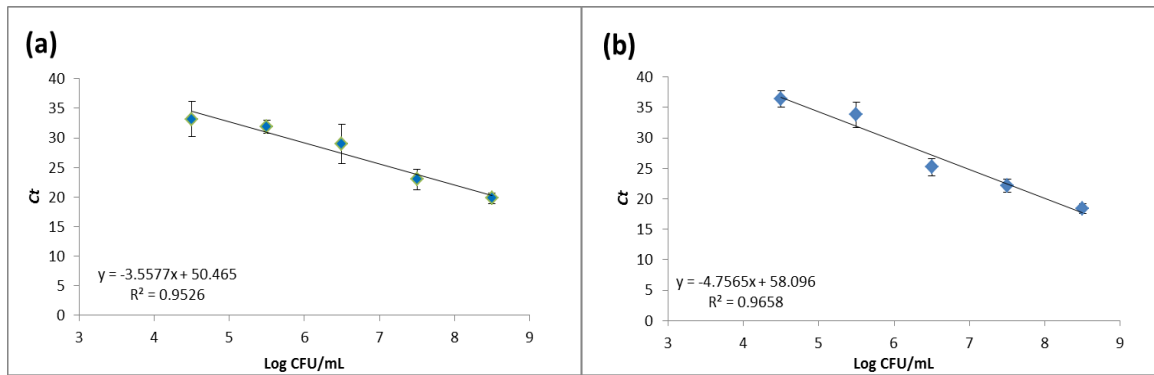 (a)
40
35
30
25
20
15
10
5
0
Ct
y = -3.5577x + 50.465
R² = 0.9526
3 4 5 6 7 8 9
Log CFU/mL
(b)
40
35
30
25
20
15
10
5
0
Ct
y = -4.7565x + 58.096
R² = 0.9658
3 4 5 6 7 8 9
Log CFU/mL